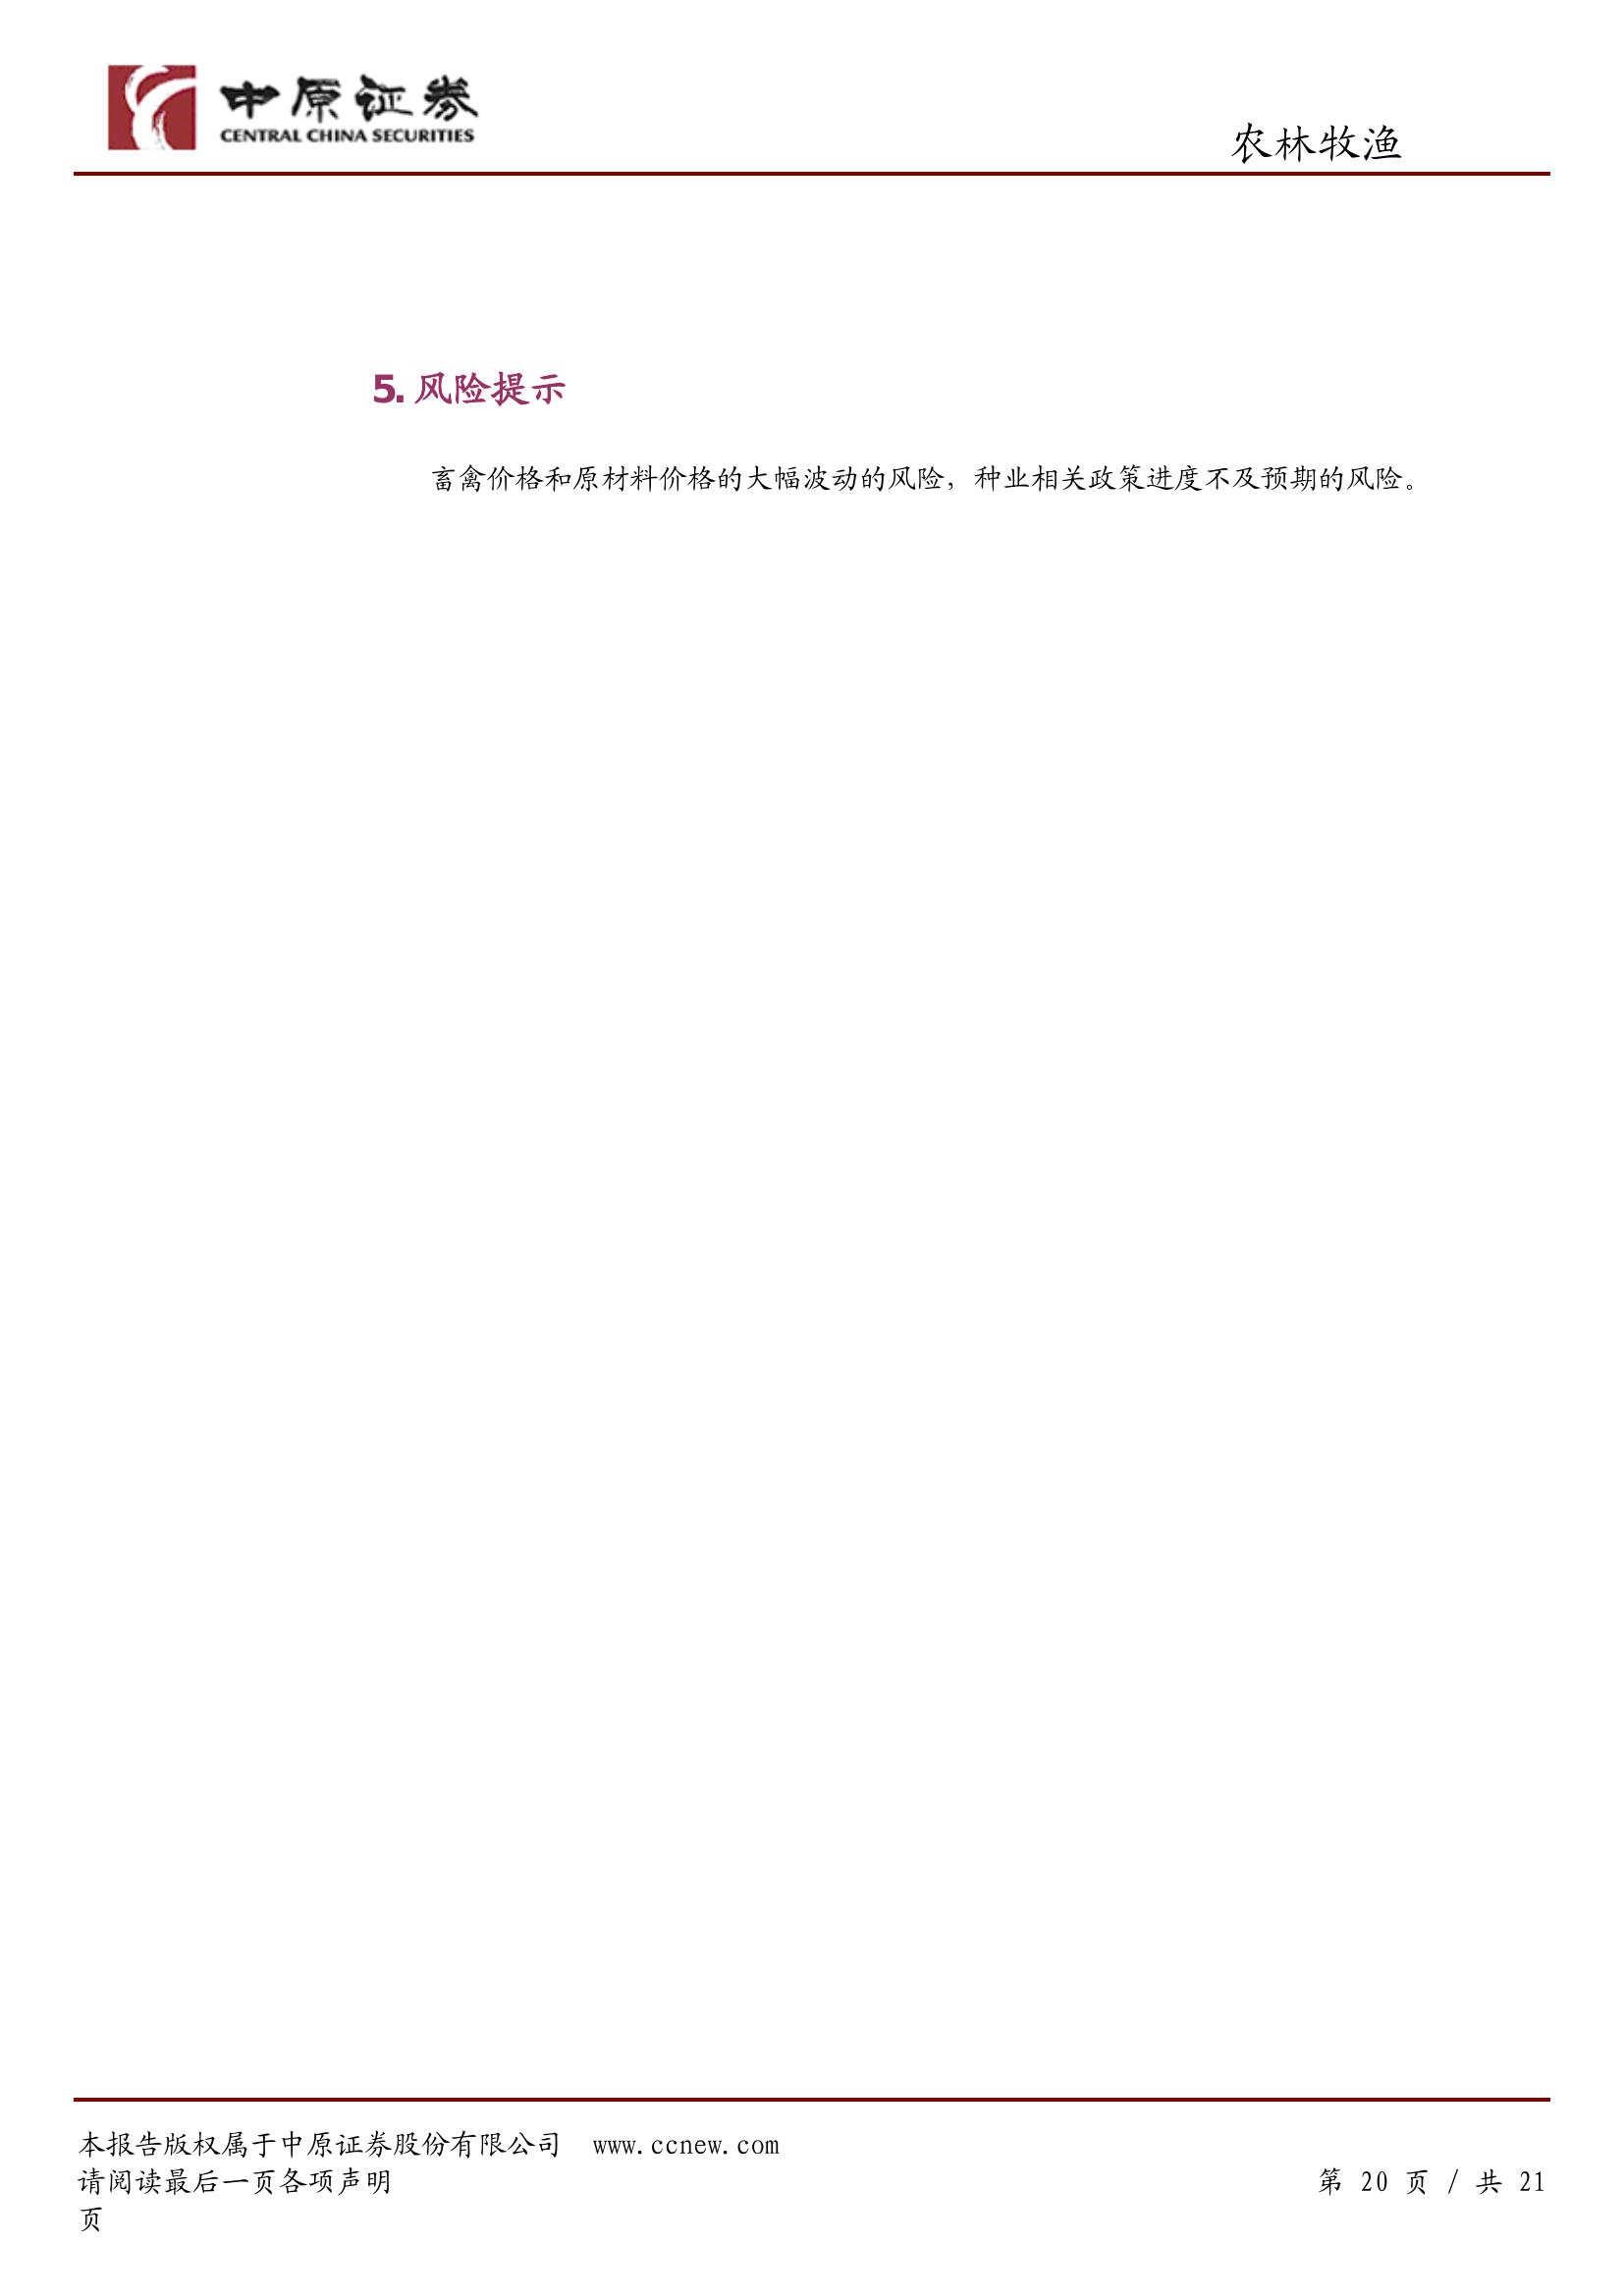 中原证券
CENTRAL CHINA SECURITIES
农林牧渔
5. 风险提示
畜禽价格和原材料价格的大幅波动的风险，种业相关政策进度不及预期的风险。
本报告版权属于中原证券股份有限公司 www.ccnew.com
请阅读最后一页各项声明 第 20 页 / 共 21
页